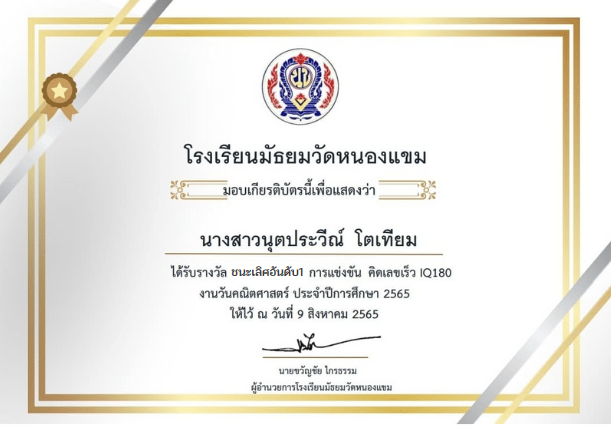 โรงเรียนมัธยมวัดหนองแขม
มอบเกียรติบัตรนี้เพื่อแสดงว่า
นางสาวนุตประวีณ์ โตเทียม
ได้รับรางวัล ชนะเลิศอันดับ1 การแข่งขัน คิดเลขเร็ว IQ180
งานวันคณิตศาสตร์ ประจำปีการศึกษา 2565
ให้ไว้ ณ วันที่ 9 สิงหาคม 2565
นายขวัญชัย ไกรธรรม
ผู้อำนวยการโรงเรียนมัธยมวัดหนองแขม